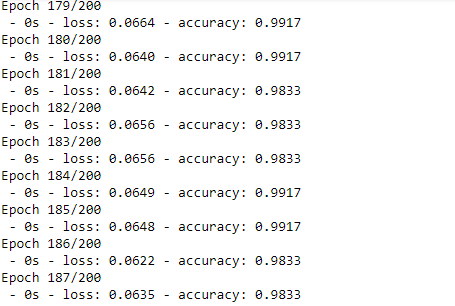 Epoch 179/200
 - 0s - loss: 0.0664 - accuracy: 0.9917
Epoch 180/200
 - 0s - loss: 0.0640 - accuracy: 0.9917
Epoch 181/200
 - 0s - loss: 0.0642 - accuracy: 0.9833
Epoch 182/200
 - 0s - loss: 0.0656 - accuracy: 0.9833
Epoch 183/200
 - 0s - loss: 0.0656 - accuracy: 0.9833
Epoch 184/200
 - 0s - loss: 0.0649 - accuracy: 0.9917
Epoch 185/200
 - 0s - loss: 0.0648 - accuracy: 0.9917
Epoch 186/200
 - 0s - loss: 0.0622 - accuracy: 0.9833
Epoch 187/200
 - 0s - loss: 0.0635 - accuracy: 0.9833